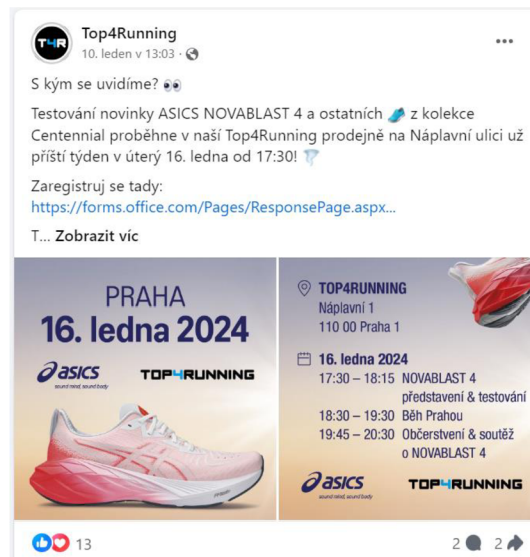 T4R
Top4Running
10. leden v 13:03 ·
S kým se uvidíme? 👀
Testování novinky ASICS NOVABLAST 4 a ostatních 👟 z kolekce
Centennial proběhne v naší Top4Running prodejně na Náplavní ulici už
příští týden v úterý 16. ledna od 17:30! 🌪️
Zaregistruj se tady:
https://forms.office.com/Pages/ResponsePage.aspx...
T... Zobrazit víc
PRAHA
16. ledna 2024
asics
sound mind, sound body
TOP4RUNNING
TOP4RUNNING
Náplavní 1
110 00 Praha 1
16. ledna 2024
17:30 – 18:15 NOVABLAST 4
představení & testování
18:30 – 19:30 Běh Prahou
19:45 – 20:30 Občerstvení & soutěž
o NOVABLAST 4
asics
sound mind, sound body
TOP4RUNNING
13
2
2